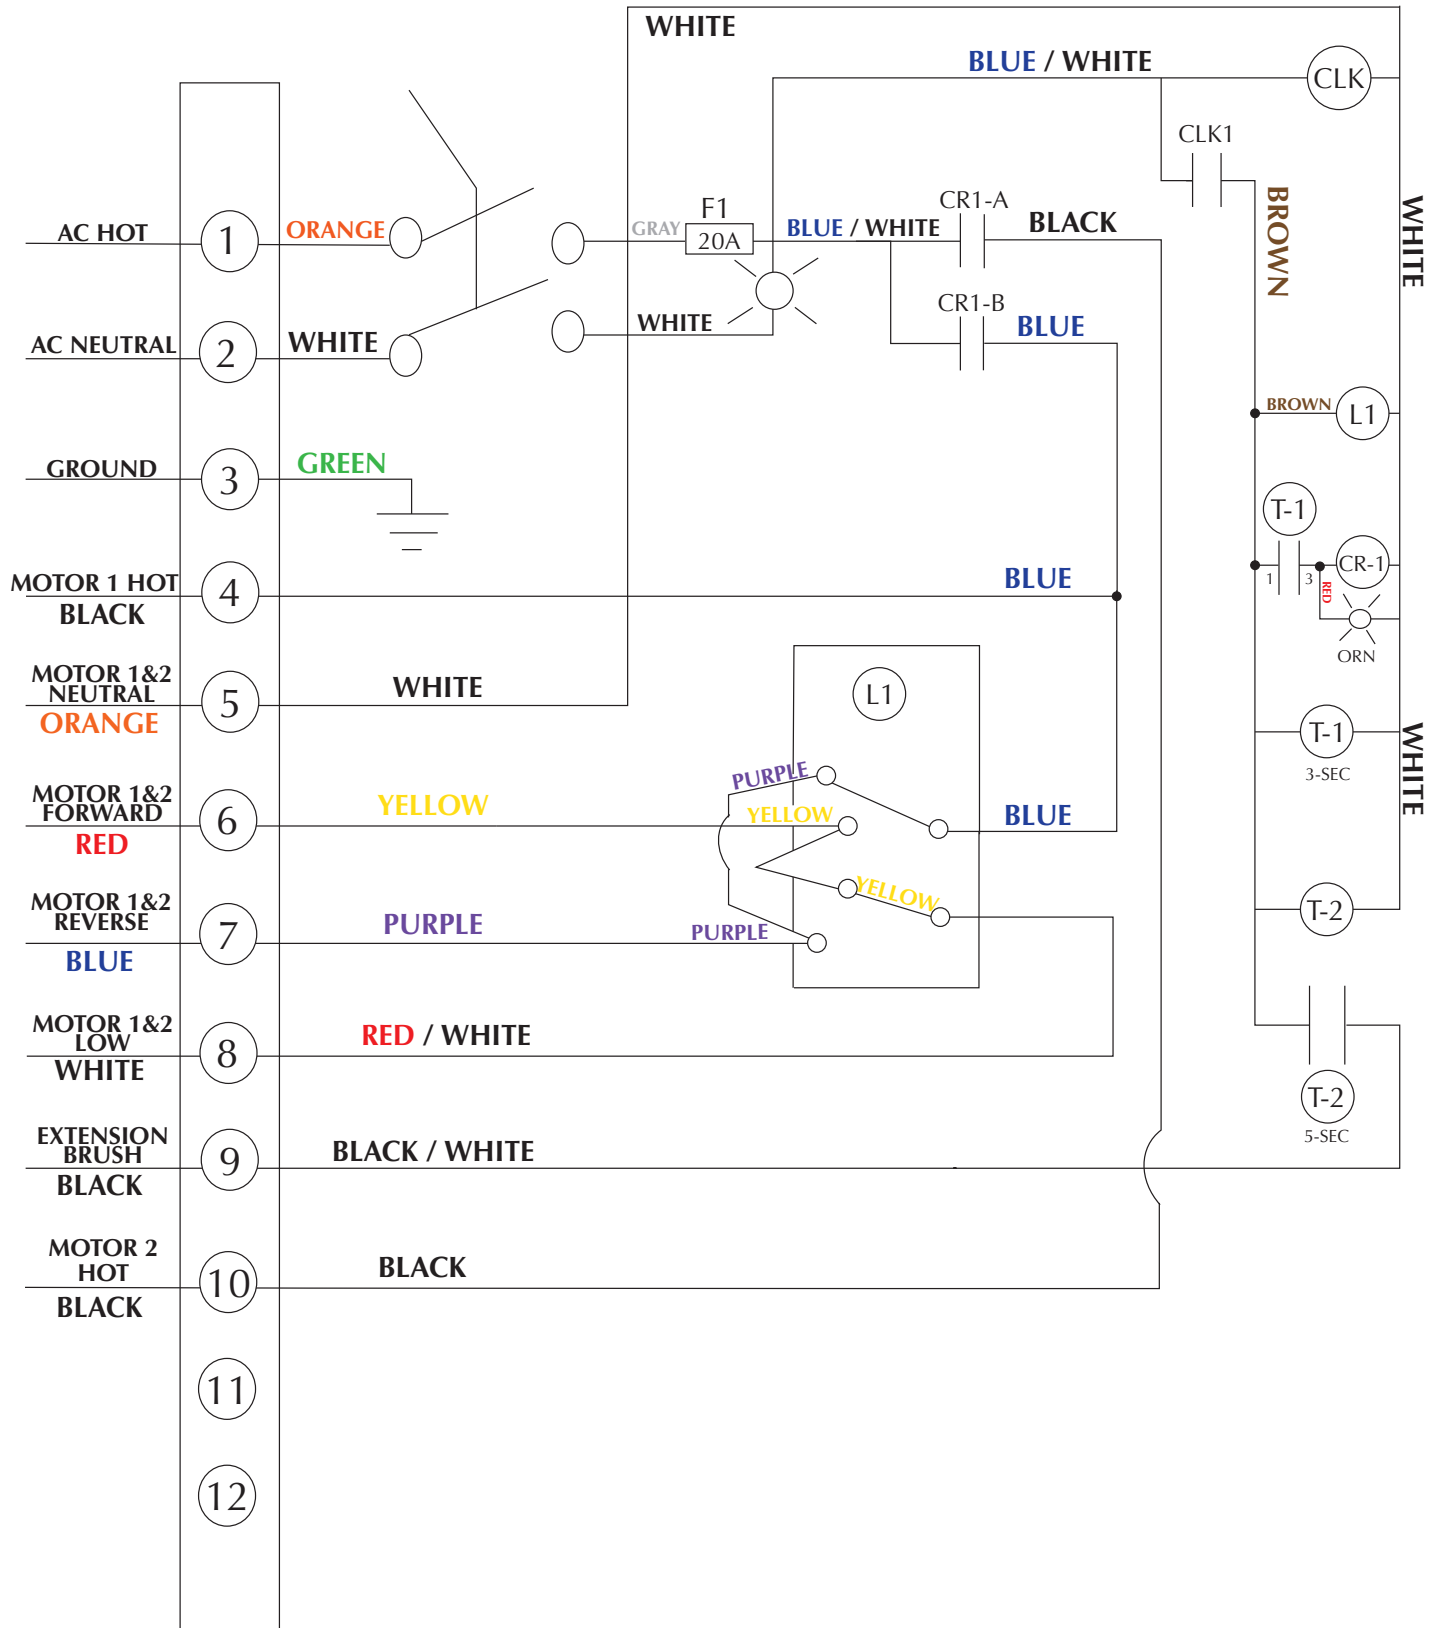 WHITE
BLUE / WHITE
CLK
CLK1
AC HOT
1
ORANGE
GRAY
F1
20A
BLUE / WHITE
CR1-A
BLACK
BROWN
WHITE
AC NEUTRAL
2
WHITE
WHITE
CR1-B
BLUE
BROWN
L1
GROUND
3
GREEN
T-1
1
3
CR-1
RED
ORN
MOTOR 1 HOT
BLACK
4
BLUE
MOTOR 1&2
NEUTRAL
ORANGE
5
WHITE
L1
T-1
3-SEC
WHITE
PURPLE
MOTOR 1&2
FORWARD
RED
6
YELLOW
YELLOW
BLUE
YELLOW
T-2
MOTOR 1&2
REVERSE
BLUE
7
PURPLE
PURPLE
MOTOR 1&2
LOW
WHITE
8
RED / WHITE
T-2
5-SEC
EXTENSION
BRUSH
BLACK
9
BLACK / WHITE
MOTOR 2
HOT
BLACK
10
BLACK
11
12